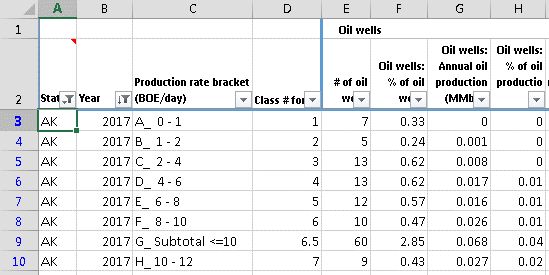 A B C D E F G H
1 Oil wells
Oil wells:
Oil wells: Annual oil Oil wells:
Production rate bracket # of oil % of oil production % of oil
2 Stat Year (BOE/day) Class # for we we (MMb productio
3 AK 2017 A_ 0 - 1 1 7 0.33 0 0
4 AK 2017 B_ 1 - 2 2 5 0.24 0.001 0
5 AK 2017 C_ 2 - 4 3 13 0.62 0.008 0
6 AK 2017 D_ 4 - 6 4 13 0.62 0.017 0.01
7 AK 2017 E_ 6 - 8 5 12 0.57 0.016 0.01
8 AK 2017 F_ 8 - 10 6 10 0.47 0.026 0.01
9 AK 2017 G_ Subtotal <=10 6.5 60 2.85 0.068 0.04
10 AK 2017 H_ 10 - 12 7 9 0.43 0.027 0.02